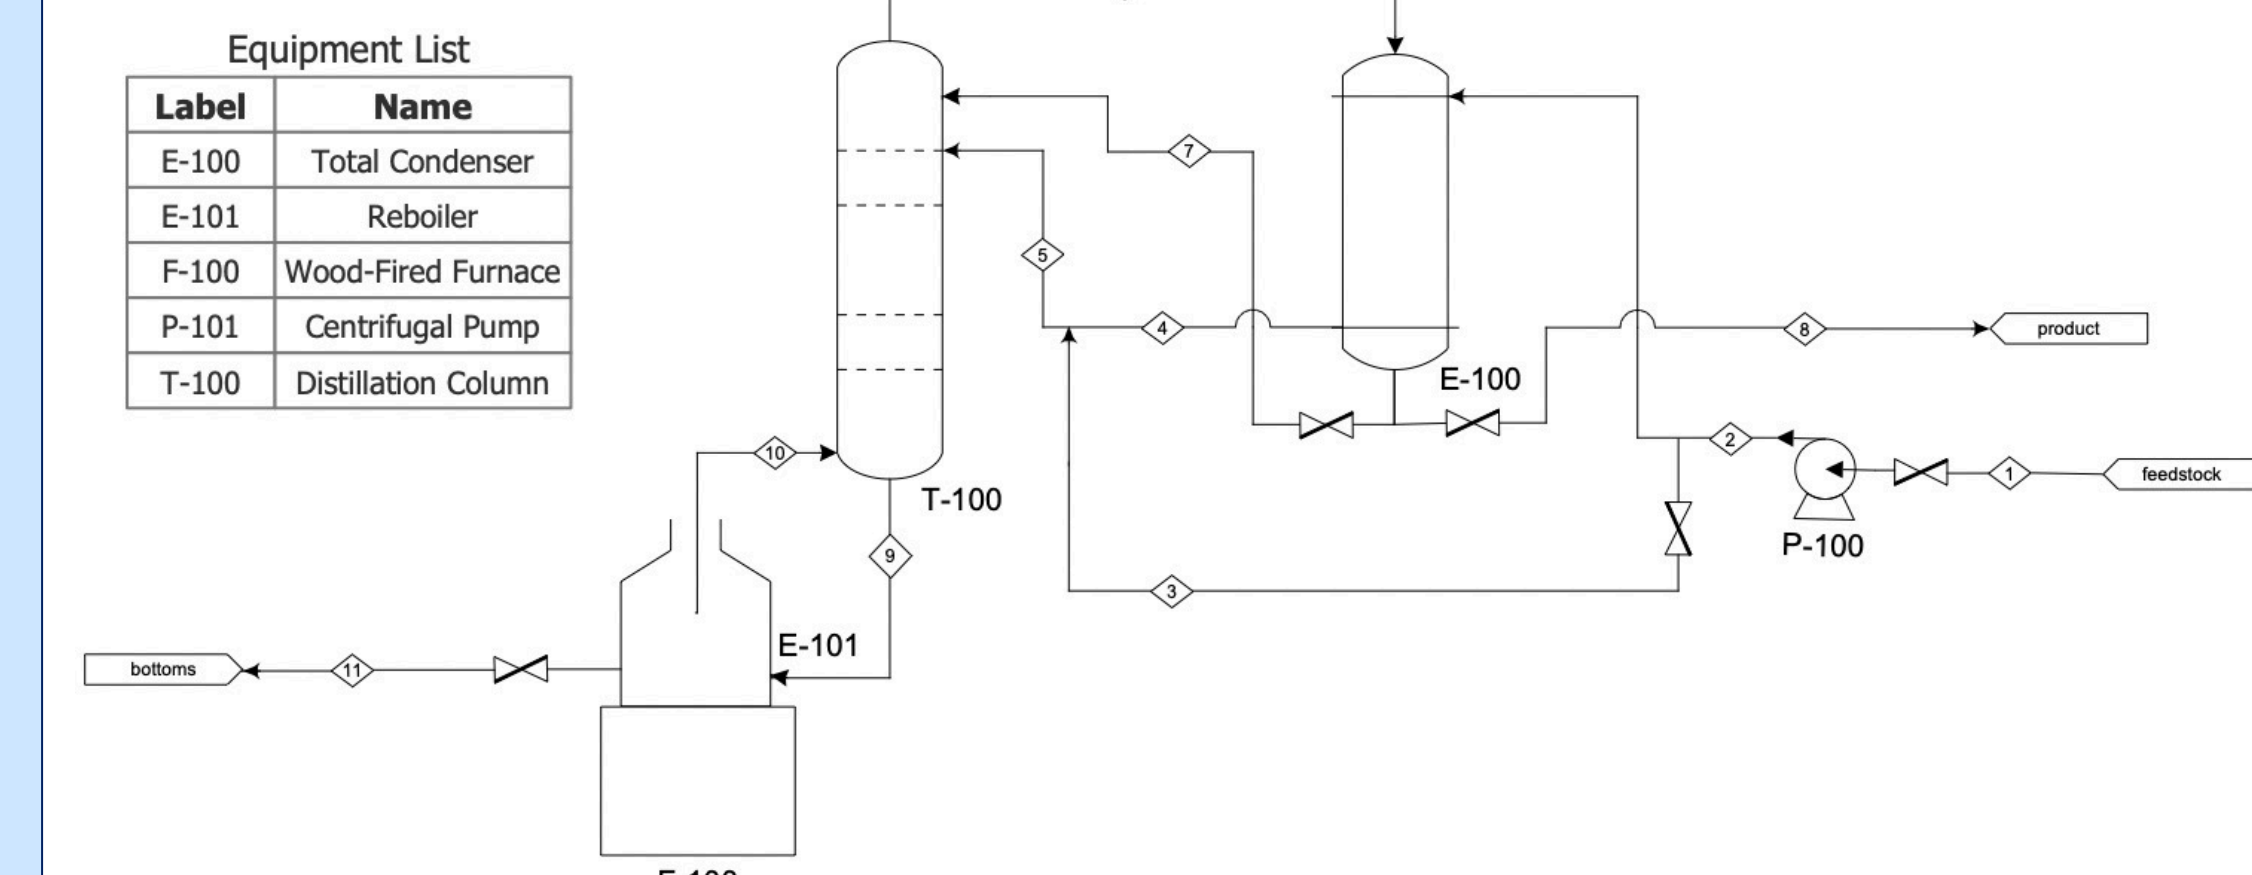 Equipment List
Label Name
E-100 Total Condenser
E-101 Reboiler
F-100 Wood-Fired Furnace
P-101 Centrifugal Pump
T-100 Distillation Column
7
5
4
8
product
E-100
2
1
feedstock
10
T-100
P-100
9
3
E-101
bottoms
11